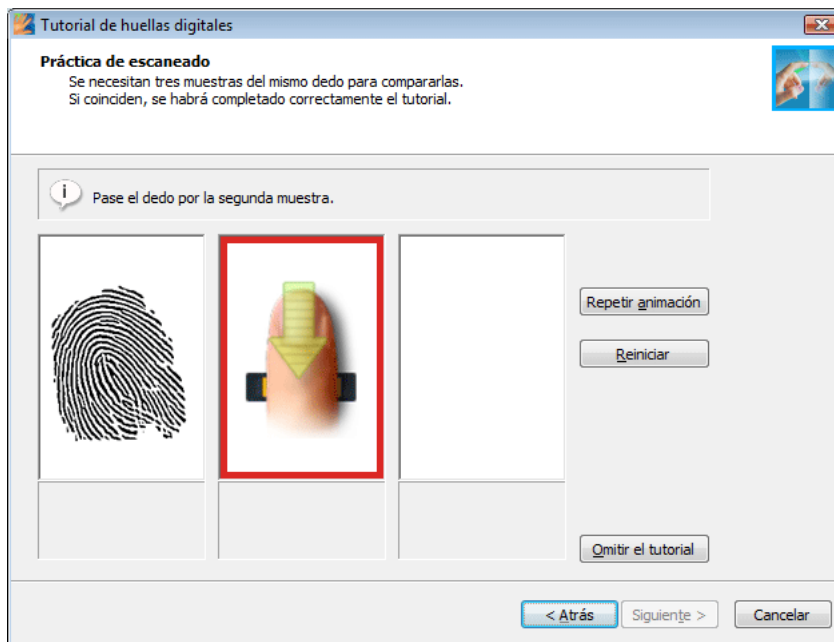 Tutorial de huellas digitales
Práctica de escaneado
Se necesitan tres muestras del mismo dedo para compararlas.
Si coinciden, se habrá completado correctamente el tutorial.
Pase el dedo por la segunda muestra.
Repetir animación
Reiniciar
Omitir el tutorial
< Atrás
Siguiente >
Cancelar